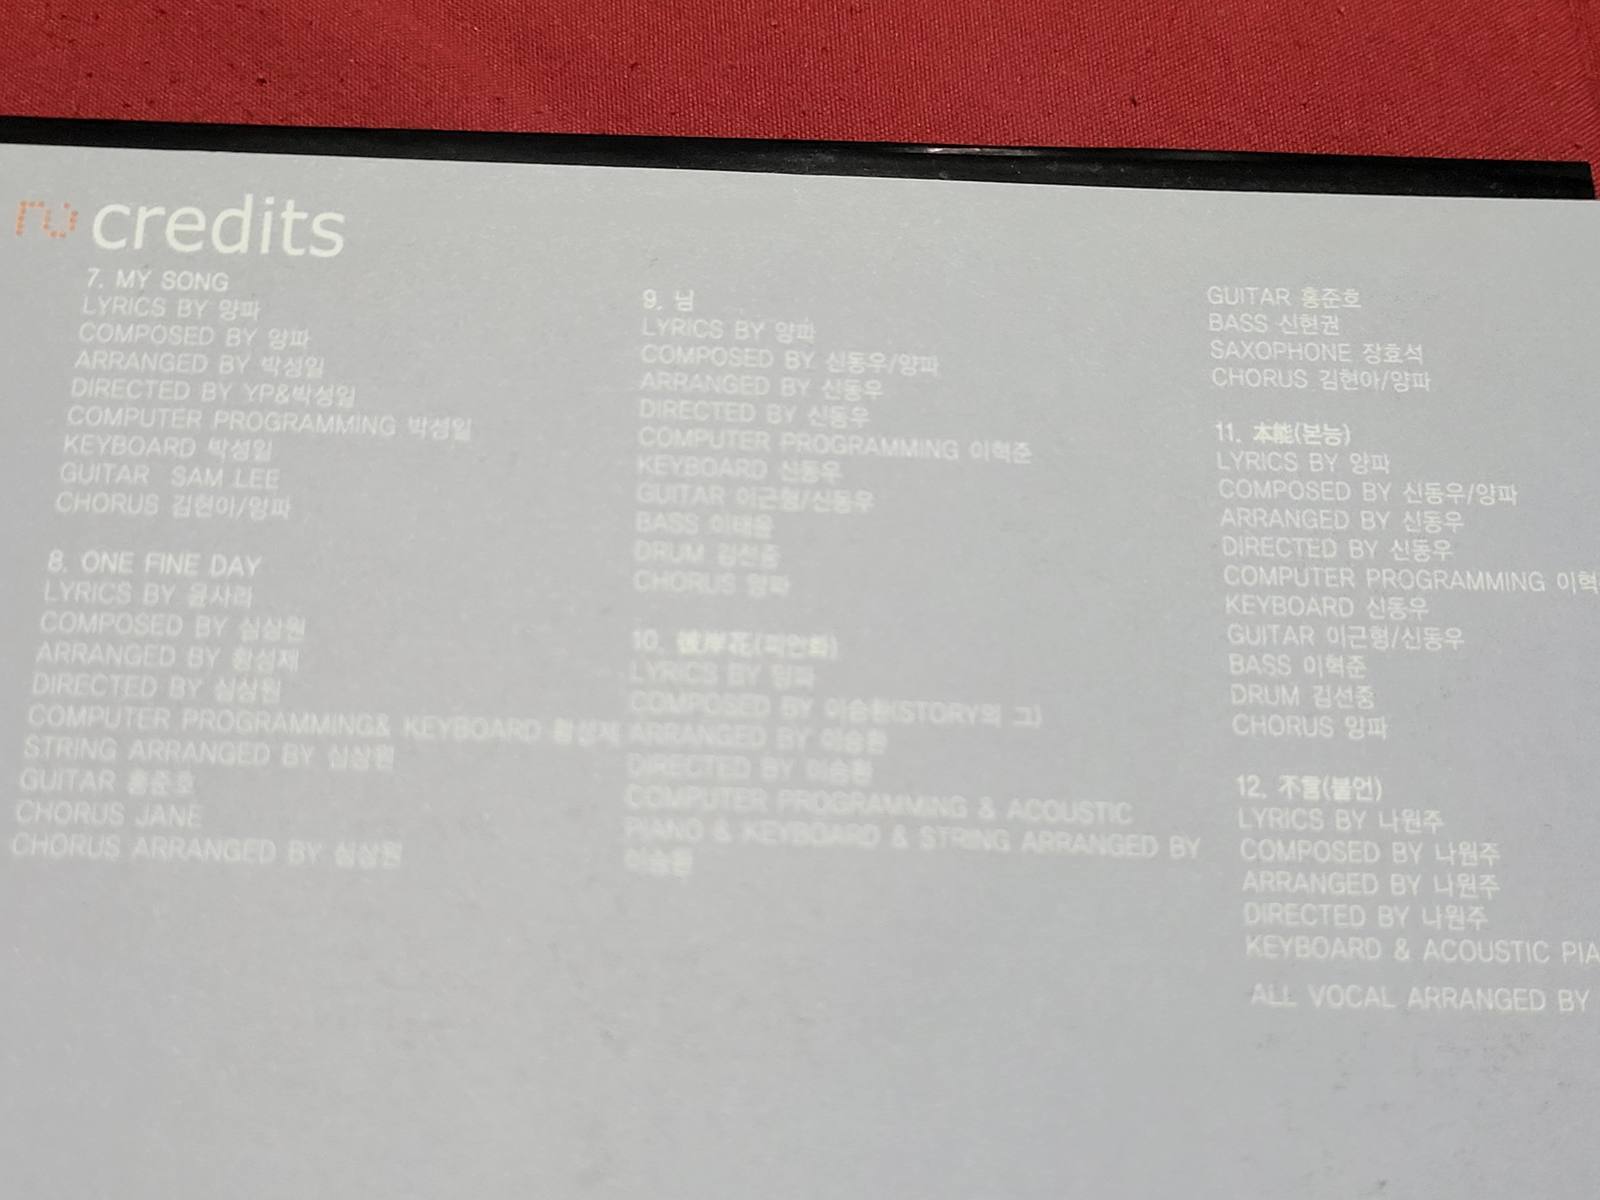 credits
7. MY SONG
LYRICS BY 양파
COMPOSED BY 양파
ARRANGED BY 박성일
DIRECTED BY YP&박성일
COMPUTER PROGRAMMING 박성일
KEYBOARD 박성일
GUITAR SAM LEE
CHORUS 김현아/양파
8. ONE FINE DAY
LYRICS BY 윤사라
COMPOSED BY 심상원
ARRANGED BY 황성제
DIRECTED BY 심상원
COMPUTER PROGRAMMING& KEYBOARD 황성제
STRING ARRANGED BY 심상원
GUITAR 홍준호
CHORUS JANE
CHORUS ARRANGED BY 심상원
9. 님
LYRICS BY 양파
COMPOSED BY 신동우/양파
ARRANGED BY 신동우
DIRECTED BY 신동우
COMPUTER PROGRAMMING 이혁준
KEYBOARD 신동우
GUITAR 이근형/신동우
BASS 이태윤
DRUM 김선중
CHORUS 양파
10. 彼岸花(피안화)
LYRICS BY 양파
COMPOSED BY 이승환(STORY의 그)
ARRANGED BY 이승환
DIRECTED BY 이승환
COMPUTER PROGRAMMING & ACOUSTIC
PIANO & KEYBOARD & STRING ARRANGED BY
이승환
GUITAR 홍준호
BASS 신현권
SAXOPHONE 장효석
CHORUS 김현아/양파
11. 本能(본능)
LYRICS BY 양파
COMPOSED BY 신동우/양파
ARRANGED BY 신동우
DIRECTED BY 신동우
COMPUTER PROGRAMMING 이혁
KEYBOARD 신동우
GUITAR 이근형/신동우
BASS 이혁준
DRUM 김선중
CHORUS 양파
12. 不言(불언)
LYRICS BY 나원주
COMPOSED BY 나원주
ARRANGED BY 나원주
DIRECTED BY 나원주
KEYBOARD & ACOUSTIC PIA
ALL VOCAL ARRANGED BY